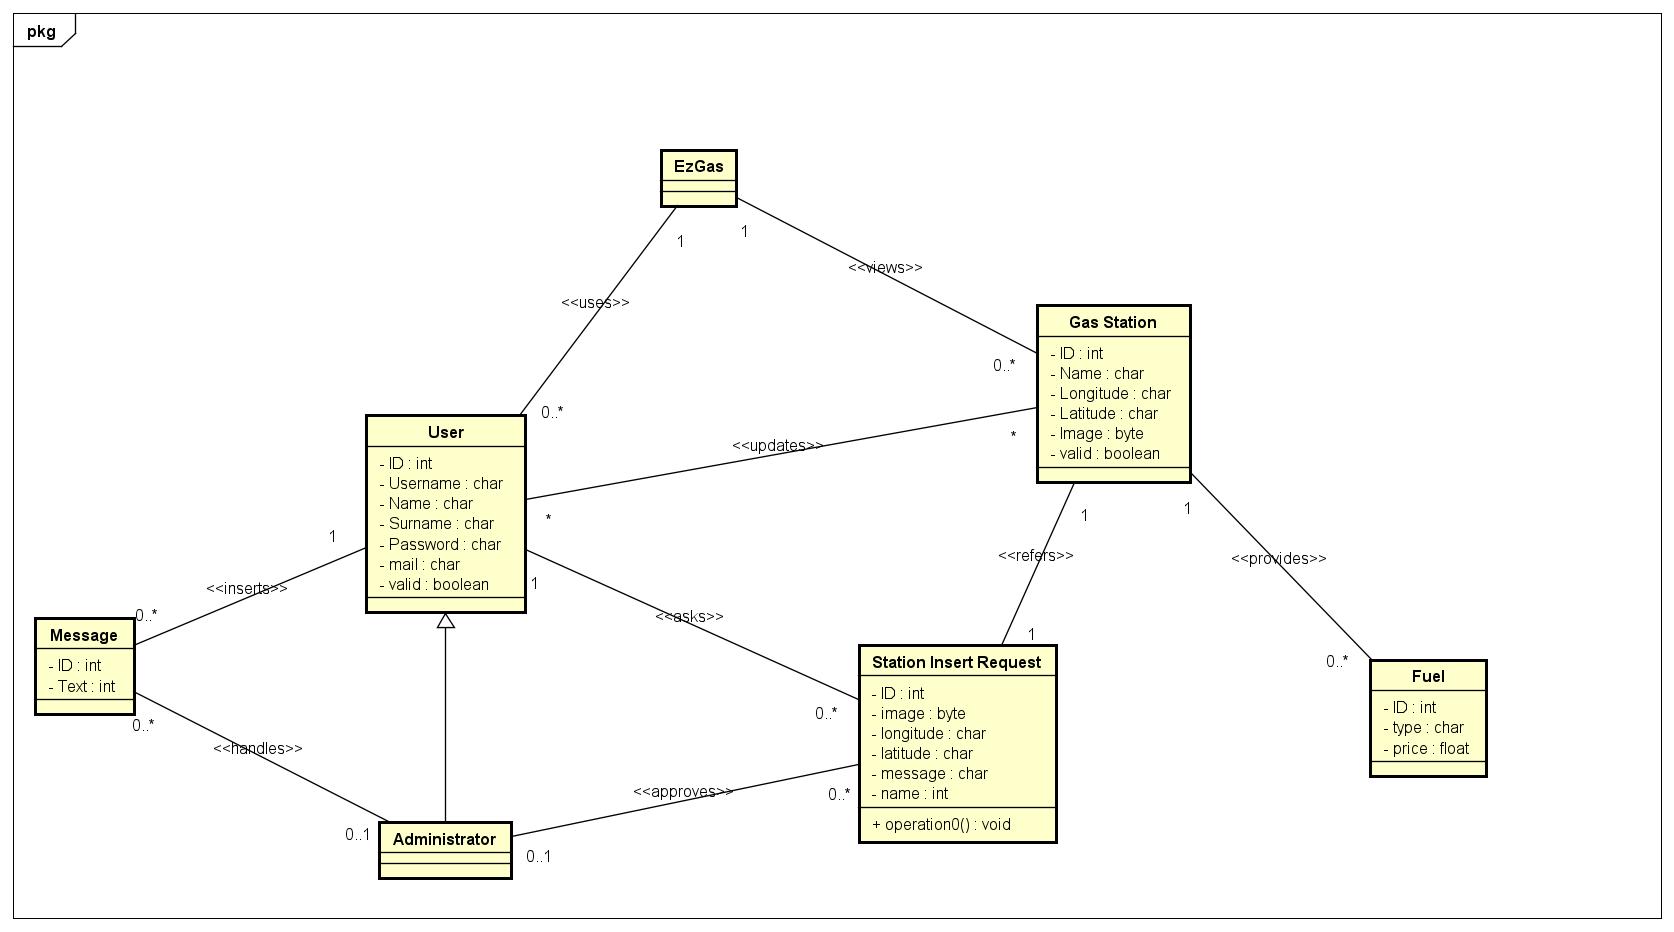 pkg
EzGas
1
1
<<views>>
<<uses>>
0..*
0..*
Gas Station
- ID : int
- Name : char
- Longitude : char
- Latitude : char
- Image : byte
- valid : boolean
*
<<updates>>
User
- ID : int
- Username : char
- Name : char
- Surname : char
- Password : char
- mail : char
- valid : boolean
*
1
1
1
1
<<refers>>
<<provides>>
<<inserts>>
0..*
<<asks>>
1
0..*
Message
- ID : int
- Text : int
0..*
<<handles>>
0..1
Station Insert Request
- ID : int
- image : byte
- longitude : char
- latitude : char
- message : char
- name : int
+ operation0() : void
0..*
0..*
<<approves>>
Fuel
- ID : int
- type : char
- price : float
Administrator
0..1